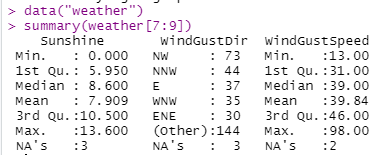 > data("weather")
> summary(weather[7:9])
Sunshine WindGustDir WindGustSpeed
Min. : 0.000 NW : 73 Min. :13.00
1st Qu.: 5.950 NNW : 44 1st Qu.:31.00
Median : 8.600 E : 37 Median :39.00
Mean : 7.909 WNW : 35 Mean :39.84
3rd Qu.:10.500 ENE : 30 3rd Qu.:46.00
Max. :13.600 (Other):144 Max. :98.00
NA's :3 NA's : 3 NA's :2